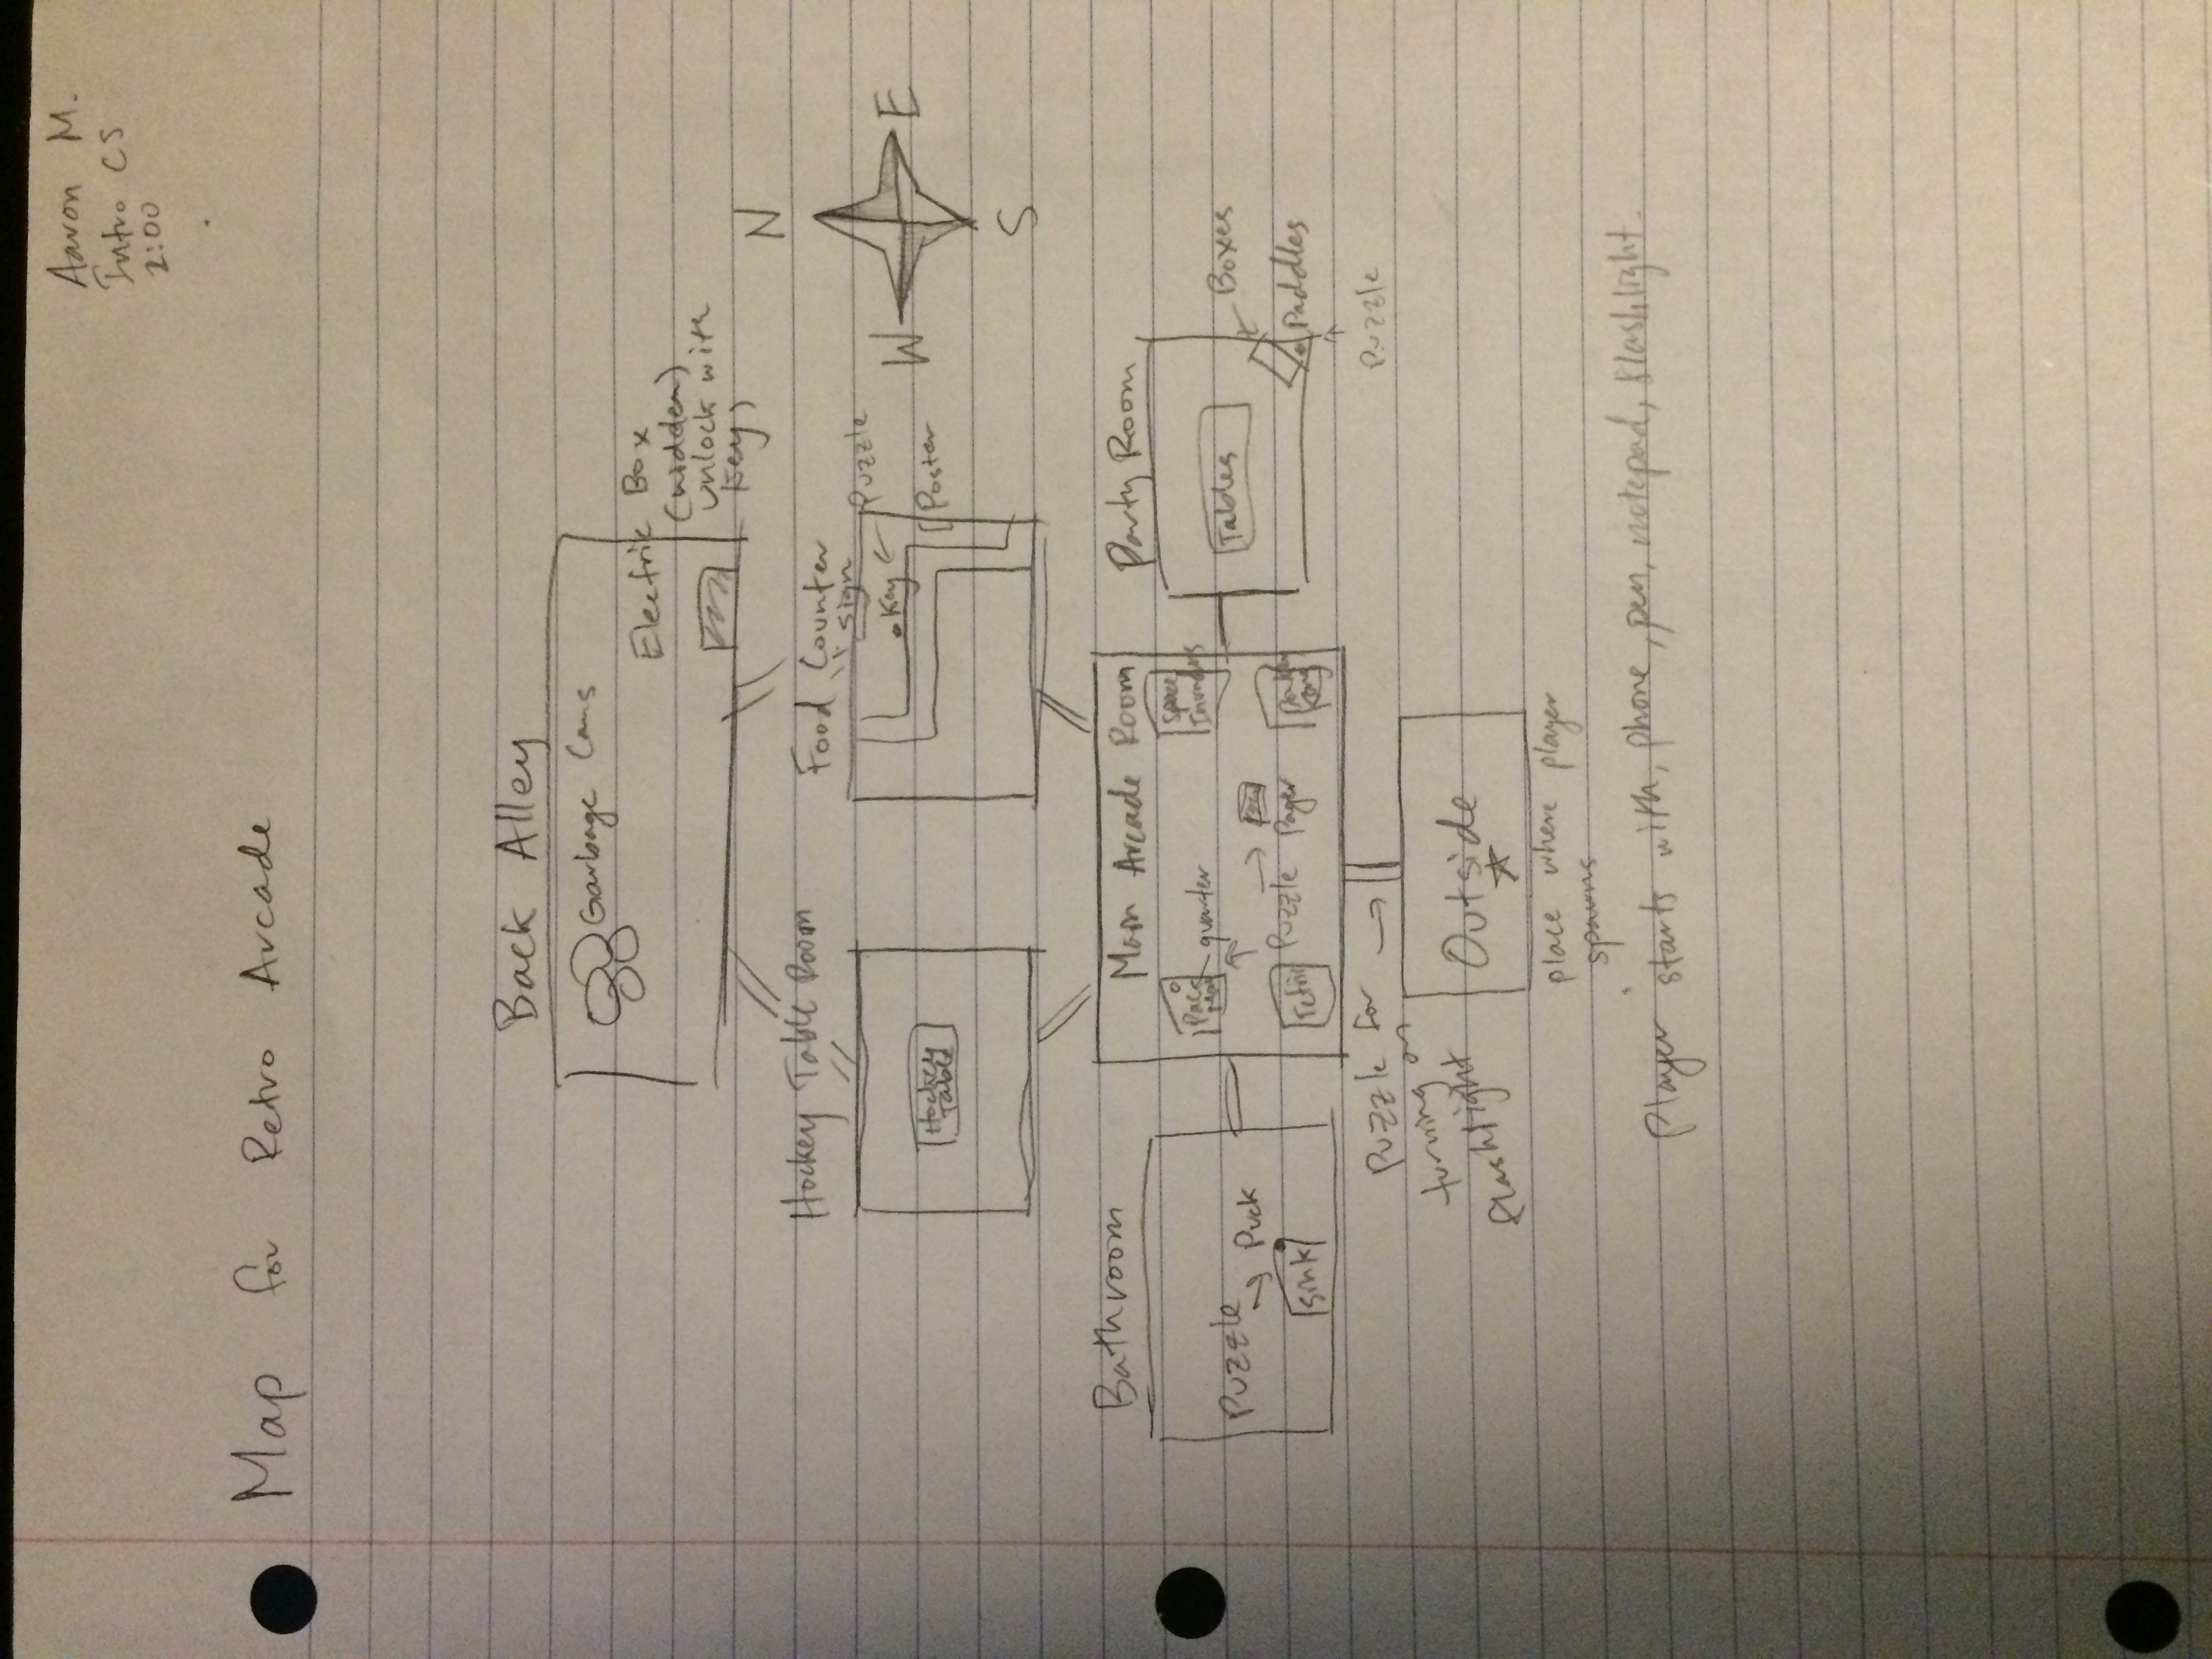 Aaron M.
Intro CS
2:00
Map for Retro Arcade
Back Alley
Garbage Cans
Electric Box
(hidden)
unlock with
key)
N
W
E
S
Hockey Table Room
Hockey
Table
Food Counter
sign
Puzzle
Key
Poster
Bathroom
Puzzle
Puck
Sink
Main Arcade Room
Pac
Man
quarter
Space
Invaders
Puzzle
Pager
Tetris
Donkey
Kong
Party Room
Tables
Boxes
Paddles
Puzzle
Puzzle for
turning on
flashlight
Outside
place where player
spawns
Player starts with, phone, pen, notepad, flashlight.